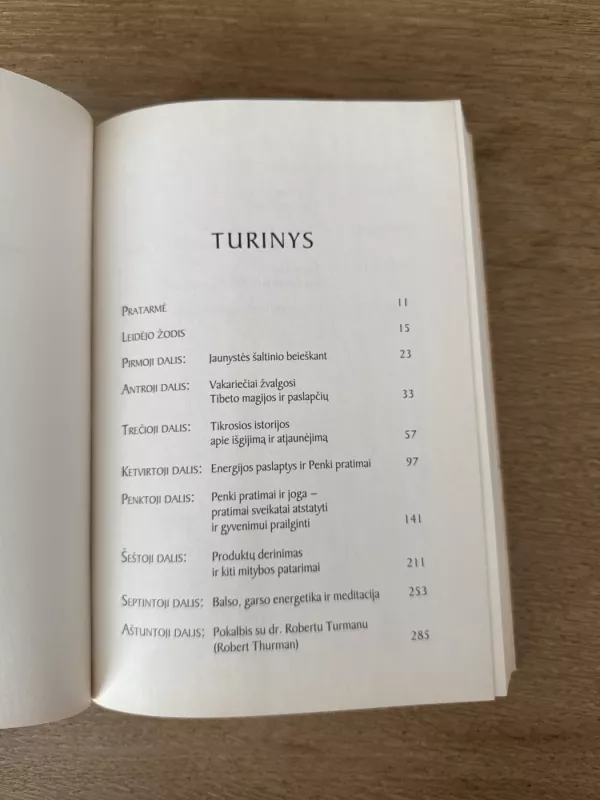 TURINYS
PRATARMĖ 11
LEIDĖJO ŽODIS 15
PIRMOJI DALIS: Jaunystės šaltinio beieškant 23
ANTROJI DALIS: Vakariečiai žvalgosi
Tibeto magijos ir paslapčių 33
TREČIOJI DALIS: Tikrosios istorijos
apie išgijimą ir atjaunėjimą 57
KETVIRTOJI DALIS: Energijos paslaptys ir Penki pratimai 97
PENKTOJI DALIS: Penki pratimai ir joga –
pratimai sveikatai atstatyti
ir gyvenimui prailginti 141
ŠEŠTOJI DALIS: Produktų derinimas
ir kiti mitybos patarimai 211
SEPTINTOJI DALIS: Balso, garso energetika ir meditacija 253
AŠTUNTOJI DALIS: Pokalbis su dr. Robertu Turmanu
(Robert Thurman) 285